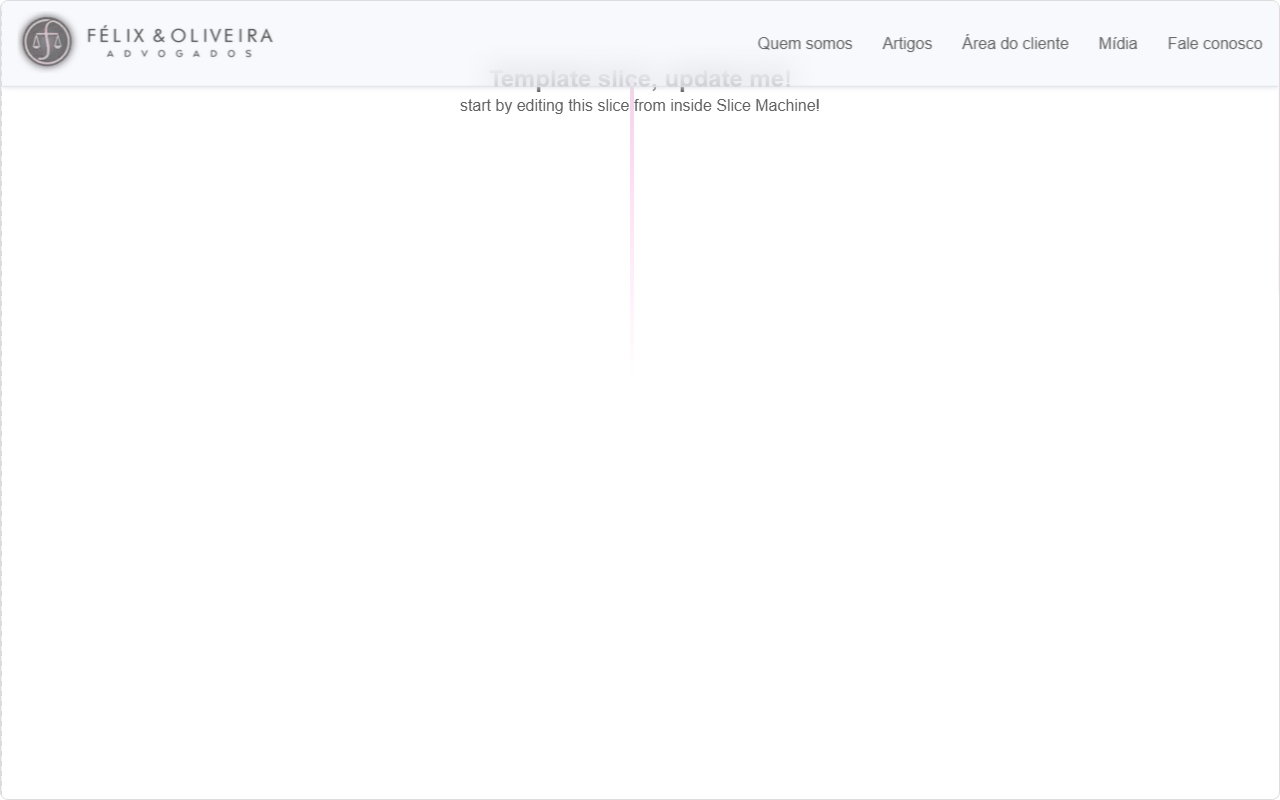 FÉLIX & OLIVEIRA
ADVOGADOS
Quem somos
Artigos
Área do cliente
Mídia
Fale conosco
Template slice, update me!
start by editing this slice from inside Slice Machine!